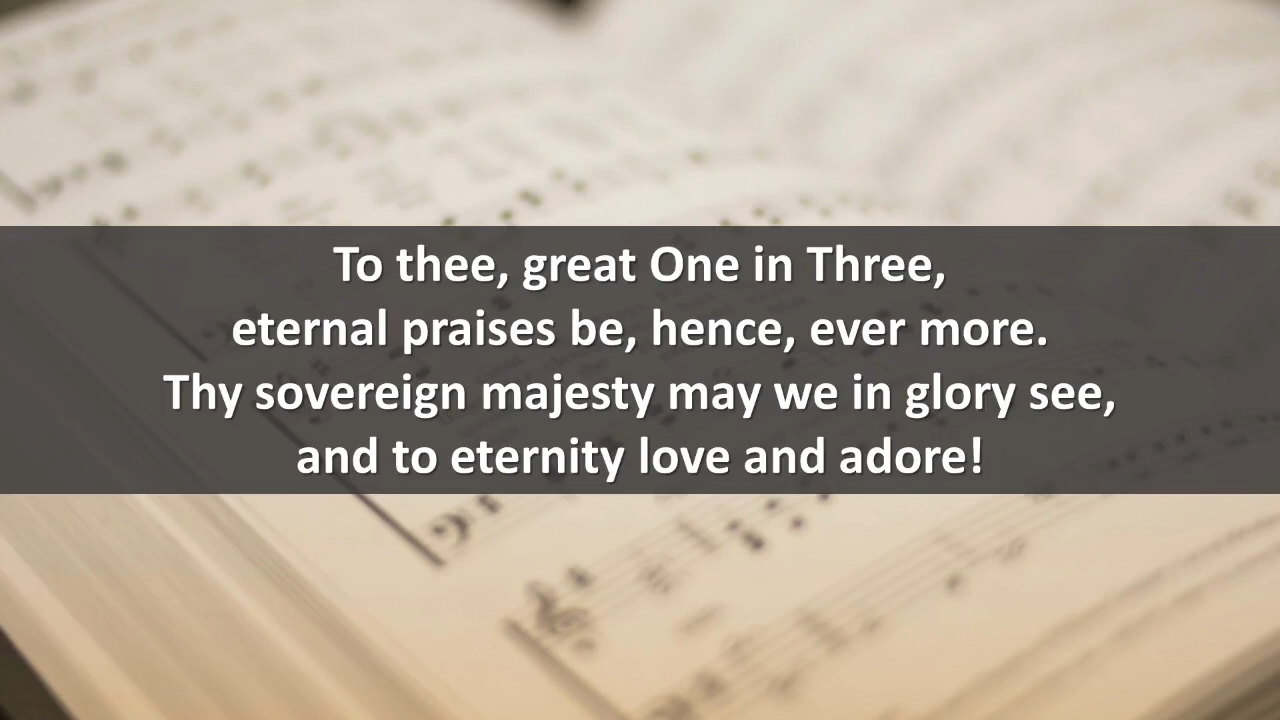 To thee, great One in Three,
eternal praises be, hence, ever more.
Thy sovereign majesty may we in glory see,
and to eternity love and adore!